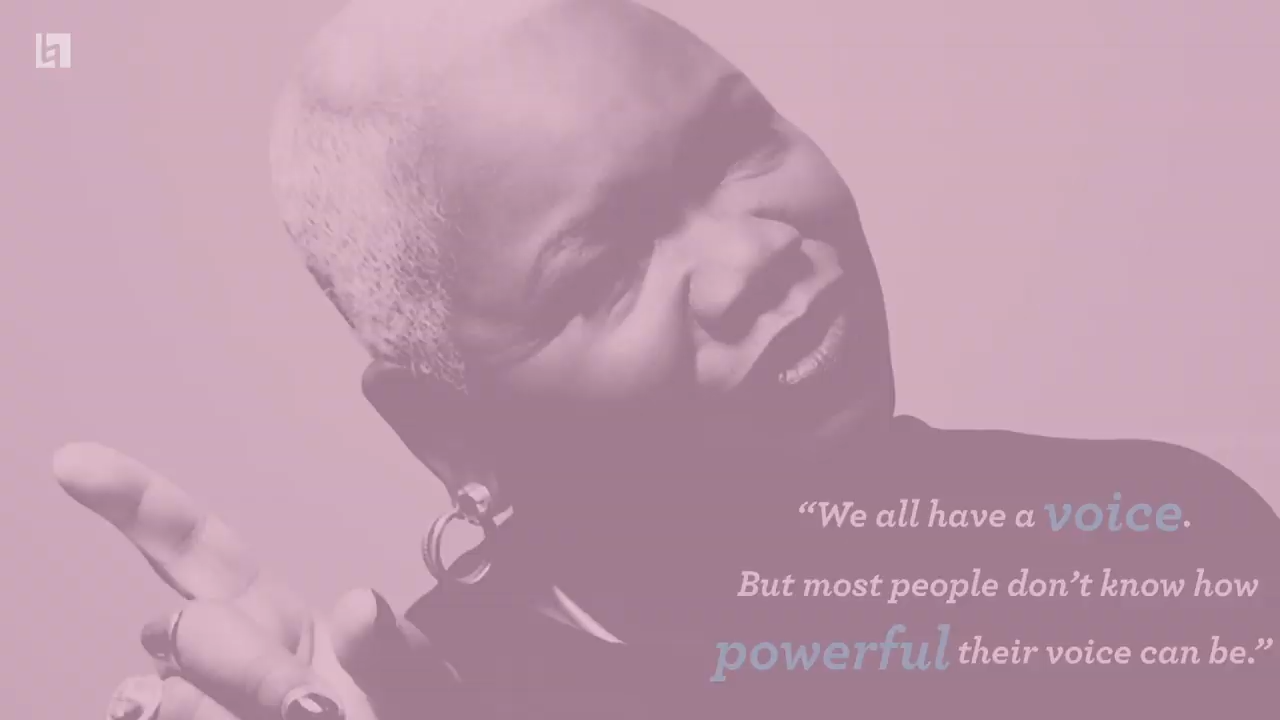 “We all have a voice.
But most people don’t know how
powerful their voice can be.”